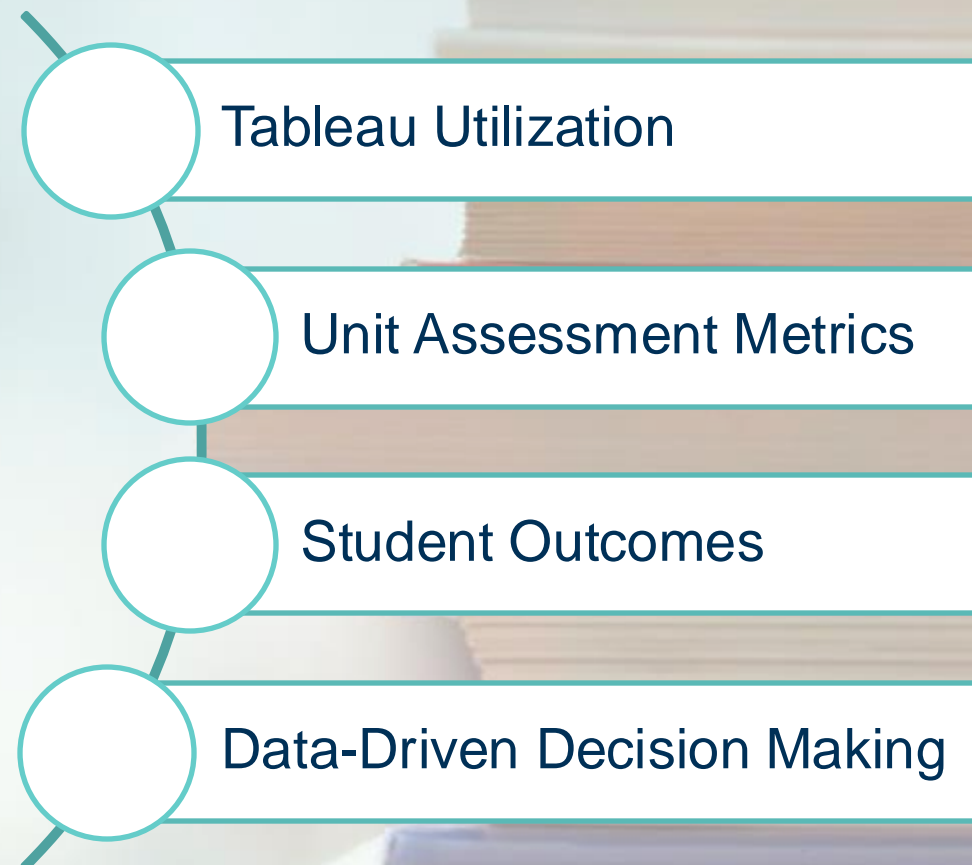 Tableau Utilization
Unit Assessment Metrics
Student Outcomes
Data-Driven Decision Making